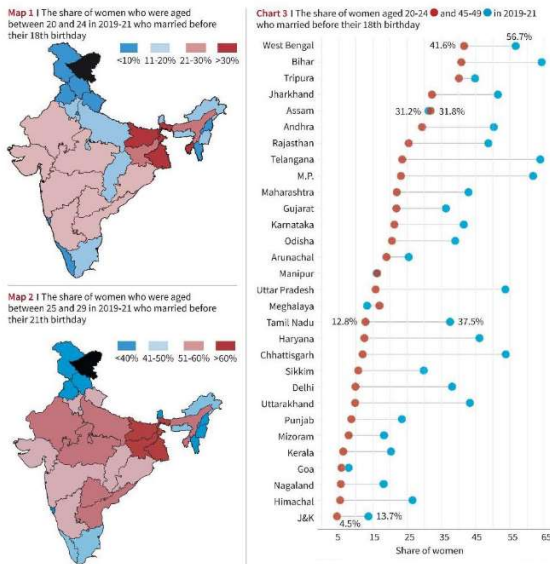 Map 1 I The share of women who were aged
between 20 and 24 in 2019-21 who married before
their 18th birthday
<10% 11-20% 21-30% >30%
Map 2 I The share of women who were aged
between 25 and 29 in 2019-21 who married before
their 21th birthday
<40% 41-50% 51-60% >60%
Chart 3 I The share of women aged 20-24 and 45-49 in 2019-21
who married before their 18th birthday
56.7%
West Bengal 41.6%
Bihar
Tripura
Jharkhand
Assam 31.2% 31.8%
Andhra
Rajasthan
Telangana
M.P.
Maharashtra
Gujarat
Karnataka
Odisha
Arunachal
Manipur
Uttar Pradesh
Meghalaya
Tamil Nadu 12.8% 37.5%
Haryana
Chhattisgarh
Sikkim
Delhi
Uttarakhand
Punjab
Mizoram
Kerala
Goa
Nagaland
Himachal
J&K 13.7%
4.5%
5 15 25 35 45 55 65
Share of women